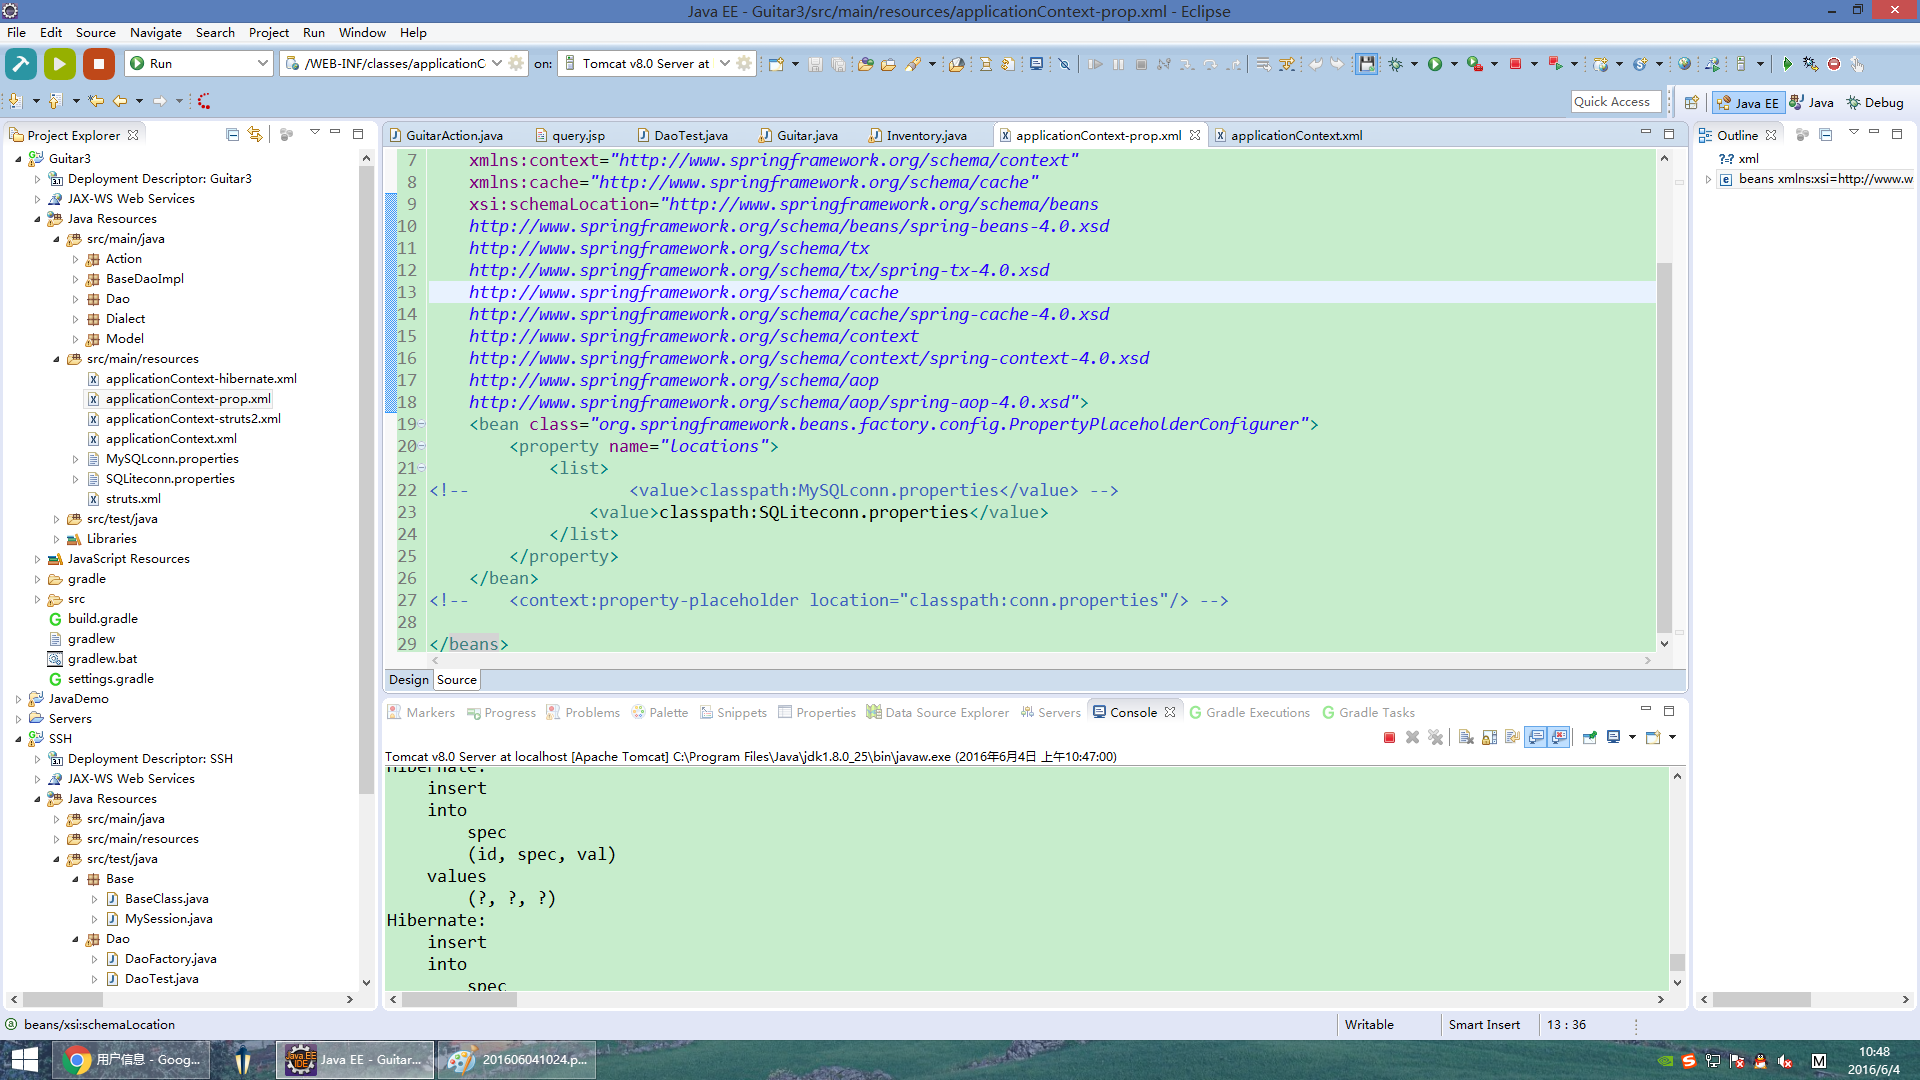 Java EE - Guitar3/src/main/resources/applicationContext-prop.xml - Eclipse
File Edit Source Navigate Search Project Run Window Help
Run
/WEB-INF/classes/applicationC
on:
Tomcat v8.0 Server at
Quick Access
Java EE
Java
Debug
Project Explorer
Guitar3
Deployment Descriptor: Guitar3
JAX-WS Web Services
Java Resources
src/main/java
Action
BaseDaoImpl
Dao
Dialect
Model
src/main/resources
applicationContext-hibernate.xml
applicationContext-prop.xml
applicationContext-struts2.xml
applicationContext.xml
MySQLconn.properties
SQLiteconn.properties
struts.xml
src/test/java
Libraries
JavaScript Resources
gradle
src
build.gradle
gradlew
gradlew.bat
settings.gradle
JavaDemo
Servers
SSH
Deployment Descriptor: SSH
JAX-WS Web Services
Java Resources
src/main/java
src/main/resources
src/test/java
Base
BaseClass.java
MySession.java
Dao
DaoFactory.java
DaoTest.java
GuitarAction.java query.jsp DaoTest.java Guitar.java Inventory.java applicationContext-prop.xml applicationContext.xml
7 xmlns:context="http://www.springframework.org/schema/context"
8 xmlns:cache="http://www.springframework.org/schema/cache"
9 xsi:schemaLocation="http://www.springframework.org/schema/beans
10 http://www.springframework.org/schema/beans/spring-beans-4.0.xsd
11 http://www.springframework.org/schema/tx
12 http://www.springframework.org/schema/tx/spring-tx-4.0.xsd
13 http://www.springframework.org/schema/cache
14 http://www.springframework.org/schema/cache/spring-cache-4.0.xsd
15 http://www.springframework.org/schema/context
16 http://www.springframework.org/schema/context/spring-context-4.0.xsd
17 http://www.springframework.org/schema/aop
18 http://www.springframework.org/schema/aop/spring-aop-4.0.xsd">
19 <bean class="org.springframework.beans.factory.config.PropertyPlaceholderConfigurer">
20 <property name="locations">
21 <list>
22 <!-- <value>classpath:MySQLconn.properties</value> -->
23 <value>classpath:SQLiteconn.properties</value>
24 </list>
25 </property>
26 </bean>
27 <!-- <context:property-placeholder location="classpath:conn.properties"/> -->
28
29 </beans>
Design Source
Markers Progress Problems Palette Snippets Properties Data Source Explorer Servers Console Gradle Executions Gradle Tasks
Tomcat v8.0 Server at localhost [Apache Tomcat] C:\Program Files\Java\jdk1.8.0_25\bin\javaw.exe (2016年6月4日 上午10:47:00)
Hibernate:
insert
into
spec
(id, spec, val)
values
(?, ?, ?)
Hibernate:
insert
into
spec
Outline
?-? xml
beans xmlns:xsi=http://www.w
beans/xsi:schemaLocation
Writable
Smart Insert
13 : 36
用户信息 - Goog...
Java EE - Guitar...
201606041024.p...
M
10:48
2016/6/4